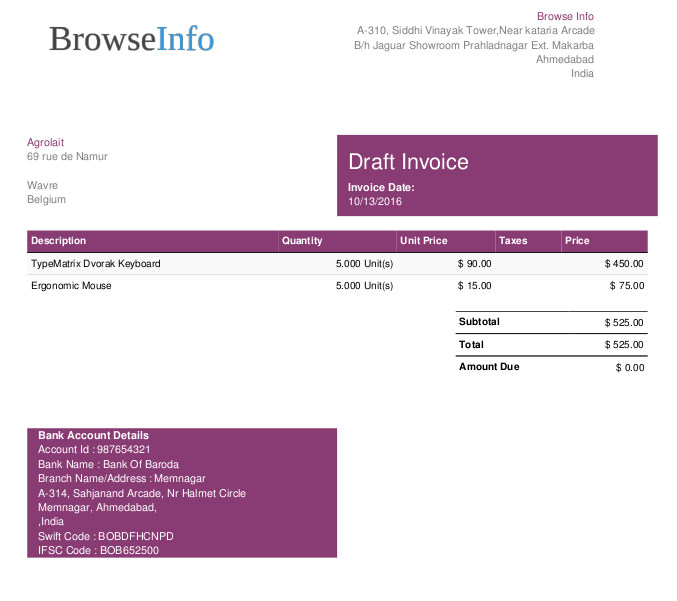 BrowseInfo
Browse Info
A-310, Siddhi Vinayak Tower,Near kataria Arcade
B/h Jaguar Showroom Prahladnagar Ext. Makarba
Ahmedabad
India
Agrolait
69 rue de Namur
Wavre
Belgium
Draft Invoice
Invoice Date:
10/13/2016
Description Quantity Unit Price Taxes Price
TypeMatrix Dvorak Keyboard 5.000 Unit(s) $ 90.00 $ 450.00
Ergonomic Mouse 5.000 Unit(s) $ 15.00 $ 75.00
Subtotal $ 525.00
Total $ 525.00
Amount Due $ 0.00
Bank Account Details
Account Id : 987654321
Bank Name : Bank Of Baroda
Branch Name/Address : Memnagar
A-314, Sahjanand Arcade, Nr Halmet Circle
Memnagar, Ahmedabad,
,India
Swift Code : BOBDFHCNPD
IFSC Code : BOB652500